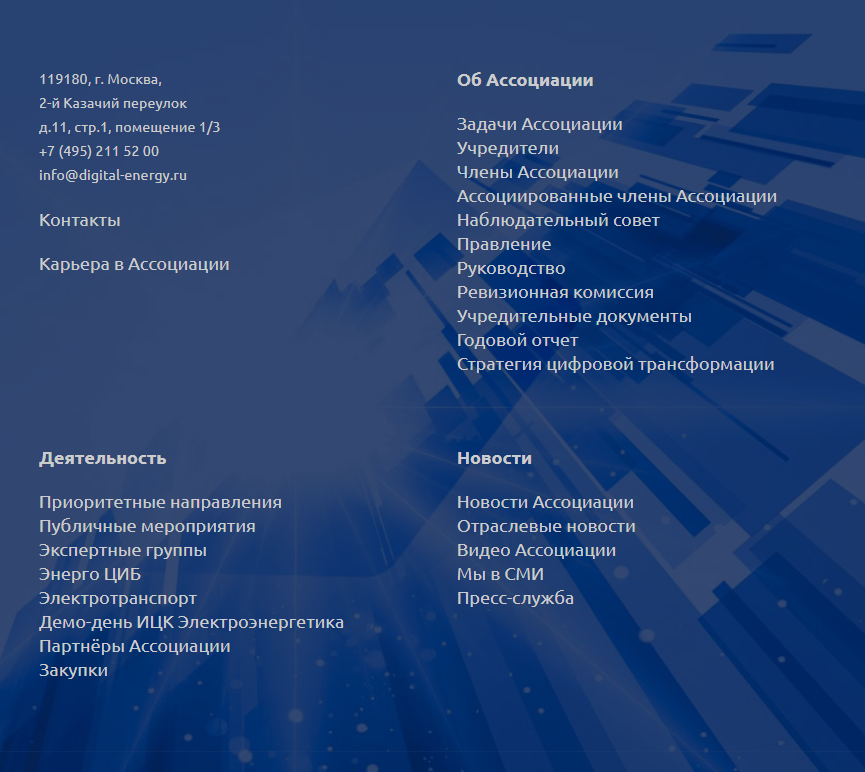 119180, г. Москва,
2-й Казачий переулок
д.11, стр.1, помещение 1/3
+7 (495) 211 52 00
info@digital-energy.ru
Контакты
Карьера в Ассоциации
Об Ассоциации
Задачи Ассоциации
Учредители
Члены Ассоциации
Ассоциированные члены Ассоциации
Наблюдательный совет
Правление
Руководство
Ревизионная комиссия
Учредительные документы
Годовой отчет
Стратегия цифровой трансформации
Деятельность
Приоритетные направления
Публичные мероприятия
Экспертные группы
Энерго ЦИБ
Электротранспорт
Демо-день ИЦК Электроэнергетика
Партнёры Ассоциации
Закупки
Новости
Новости Ассоциации
Отраслевые новости
Видео Ассоциации
Мы в СМИ
Пресс-служба